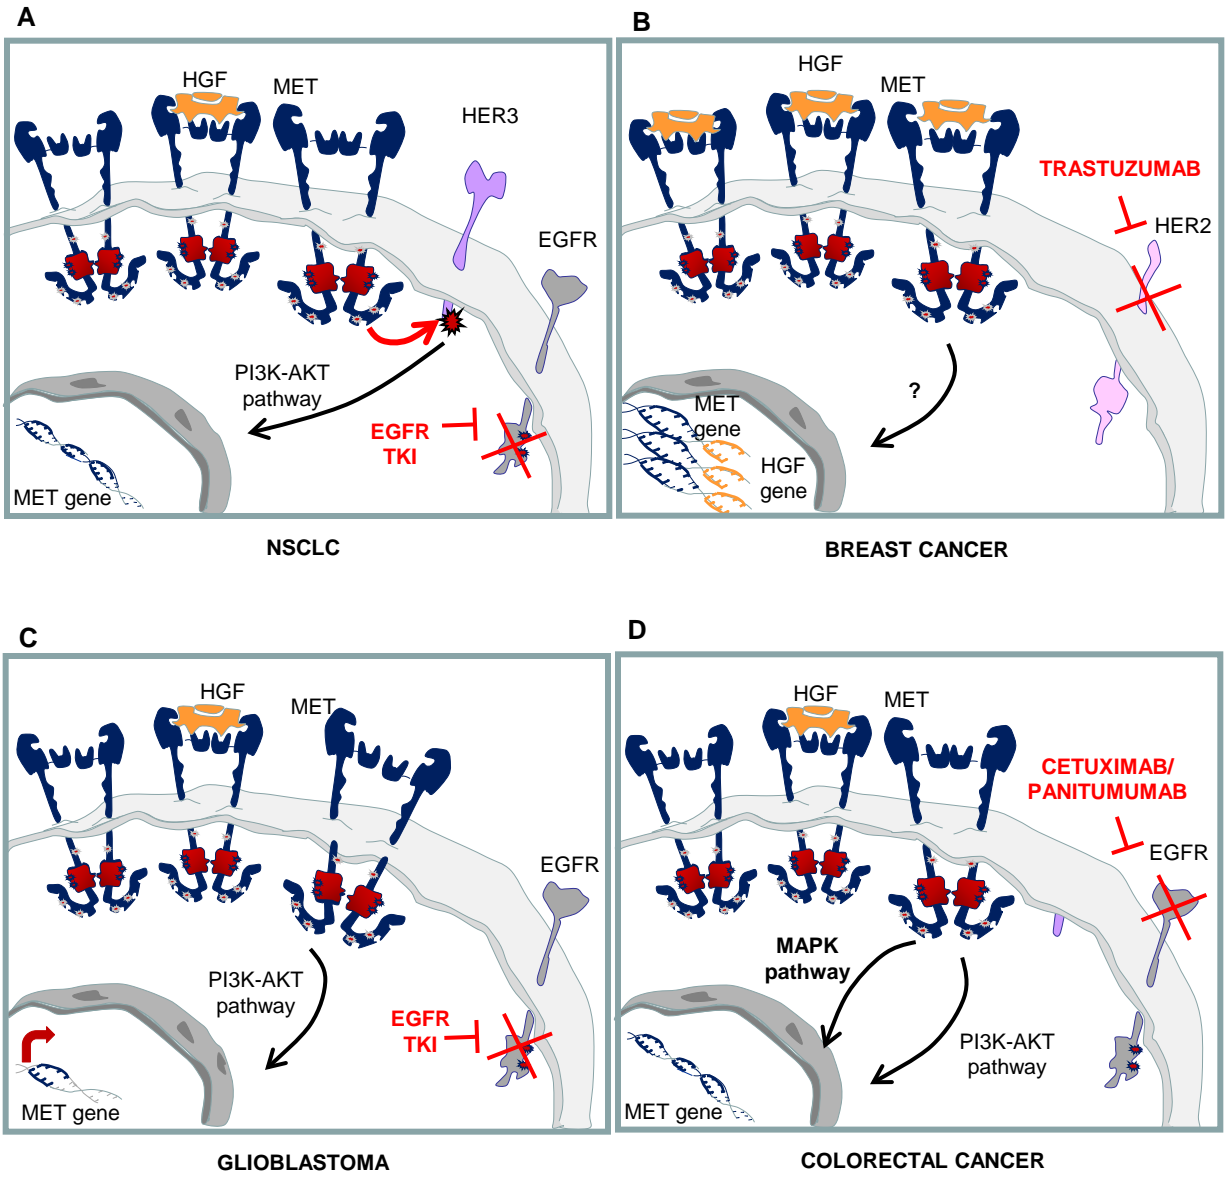 A
HGF
MET
HER3
EGFR
PI3K-AKT
pathway
EGFR
TKI
MET gene
NSCLC
B
HGF
MET
TRASTUZUMAB
HER2
?
MET
gene
HGF
gene
BREAST CANCER
C
HGF
MET
EGFR
PI3K-AKT
pathway
EGFR
TKI
MET gene
GLIOBLASTOMA
D
HGF
MET
CETUXIMAB/
PANITUMUMAB
EGFR
MAPK
pathway
PI3K-AKT
pathway
MET gene
COLORECTAL CANCER